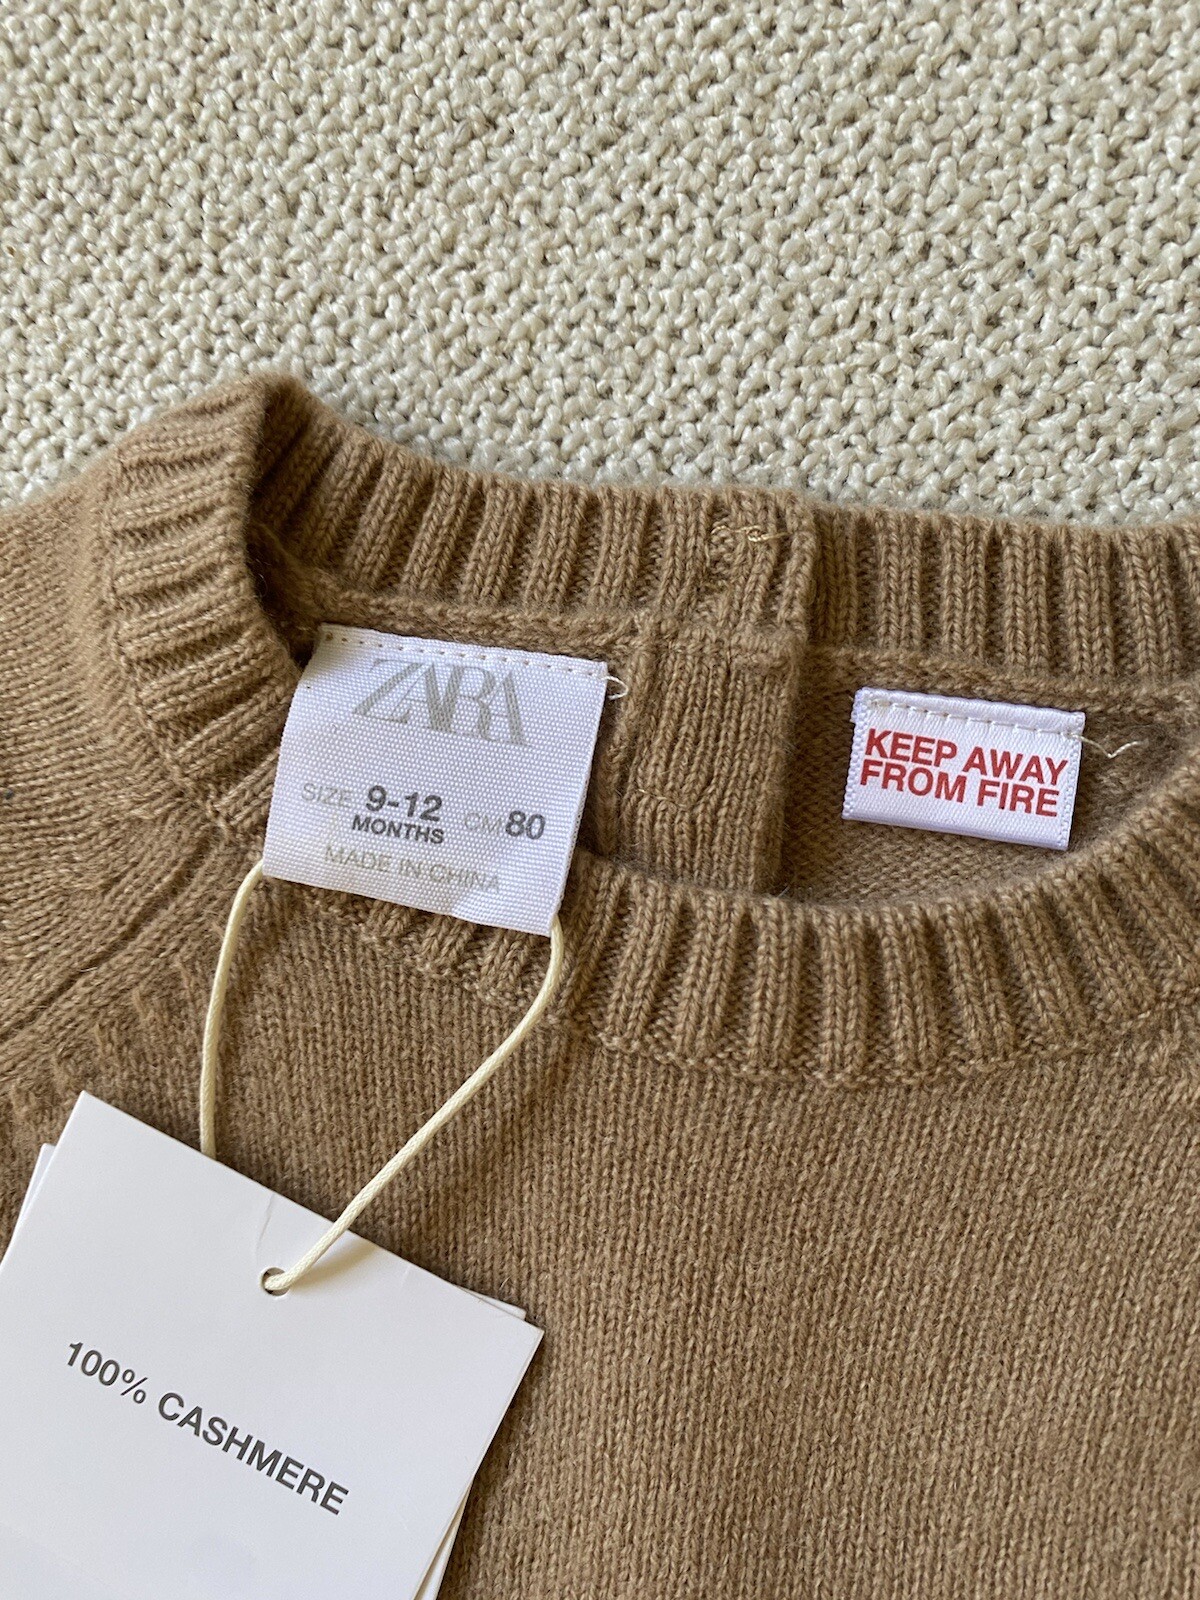 ZARA
SIZE 9-12 CM 80
MONTHS
MADE IN CHINA
KEEP AWAY
FROM FIRE
100% CASHMERE